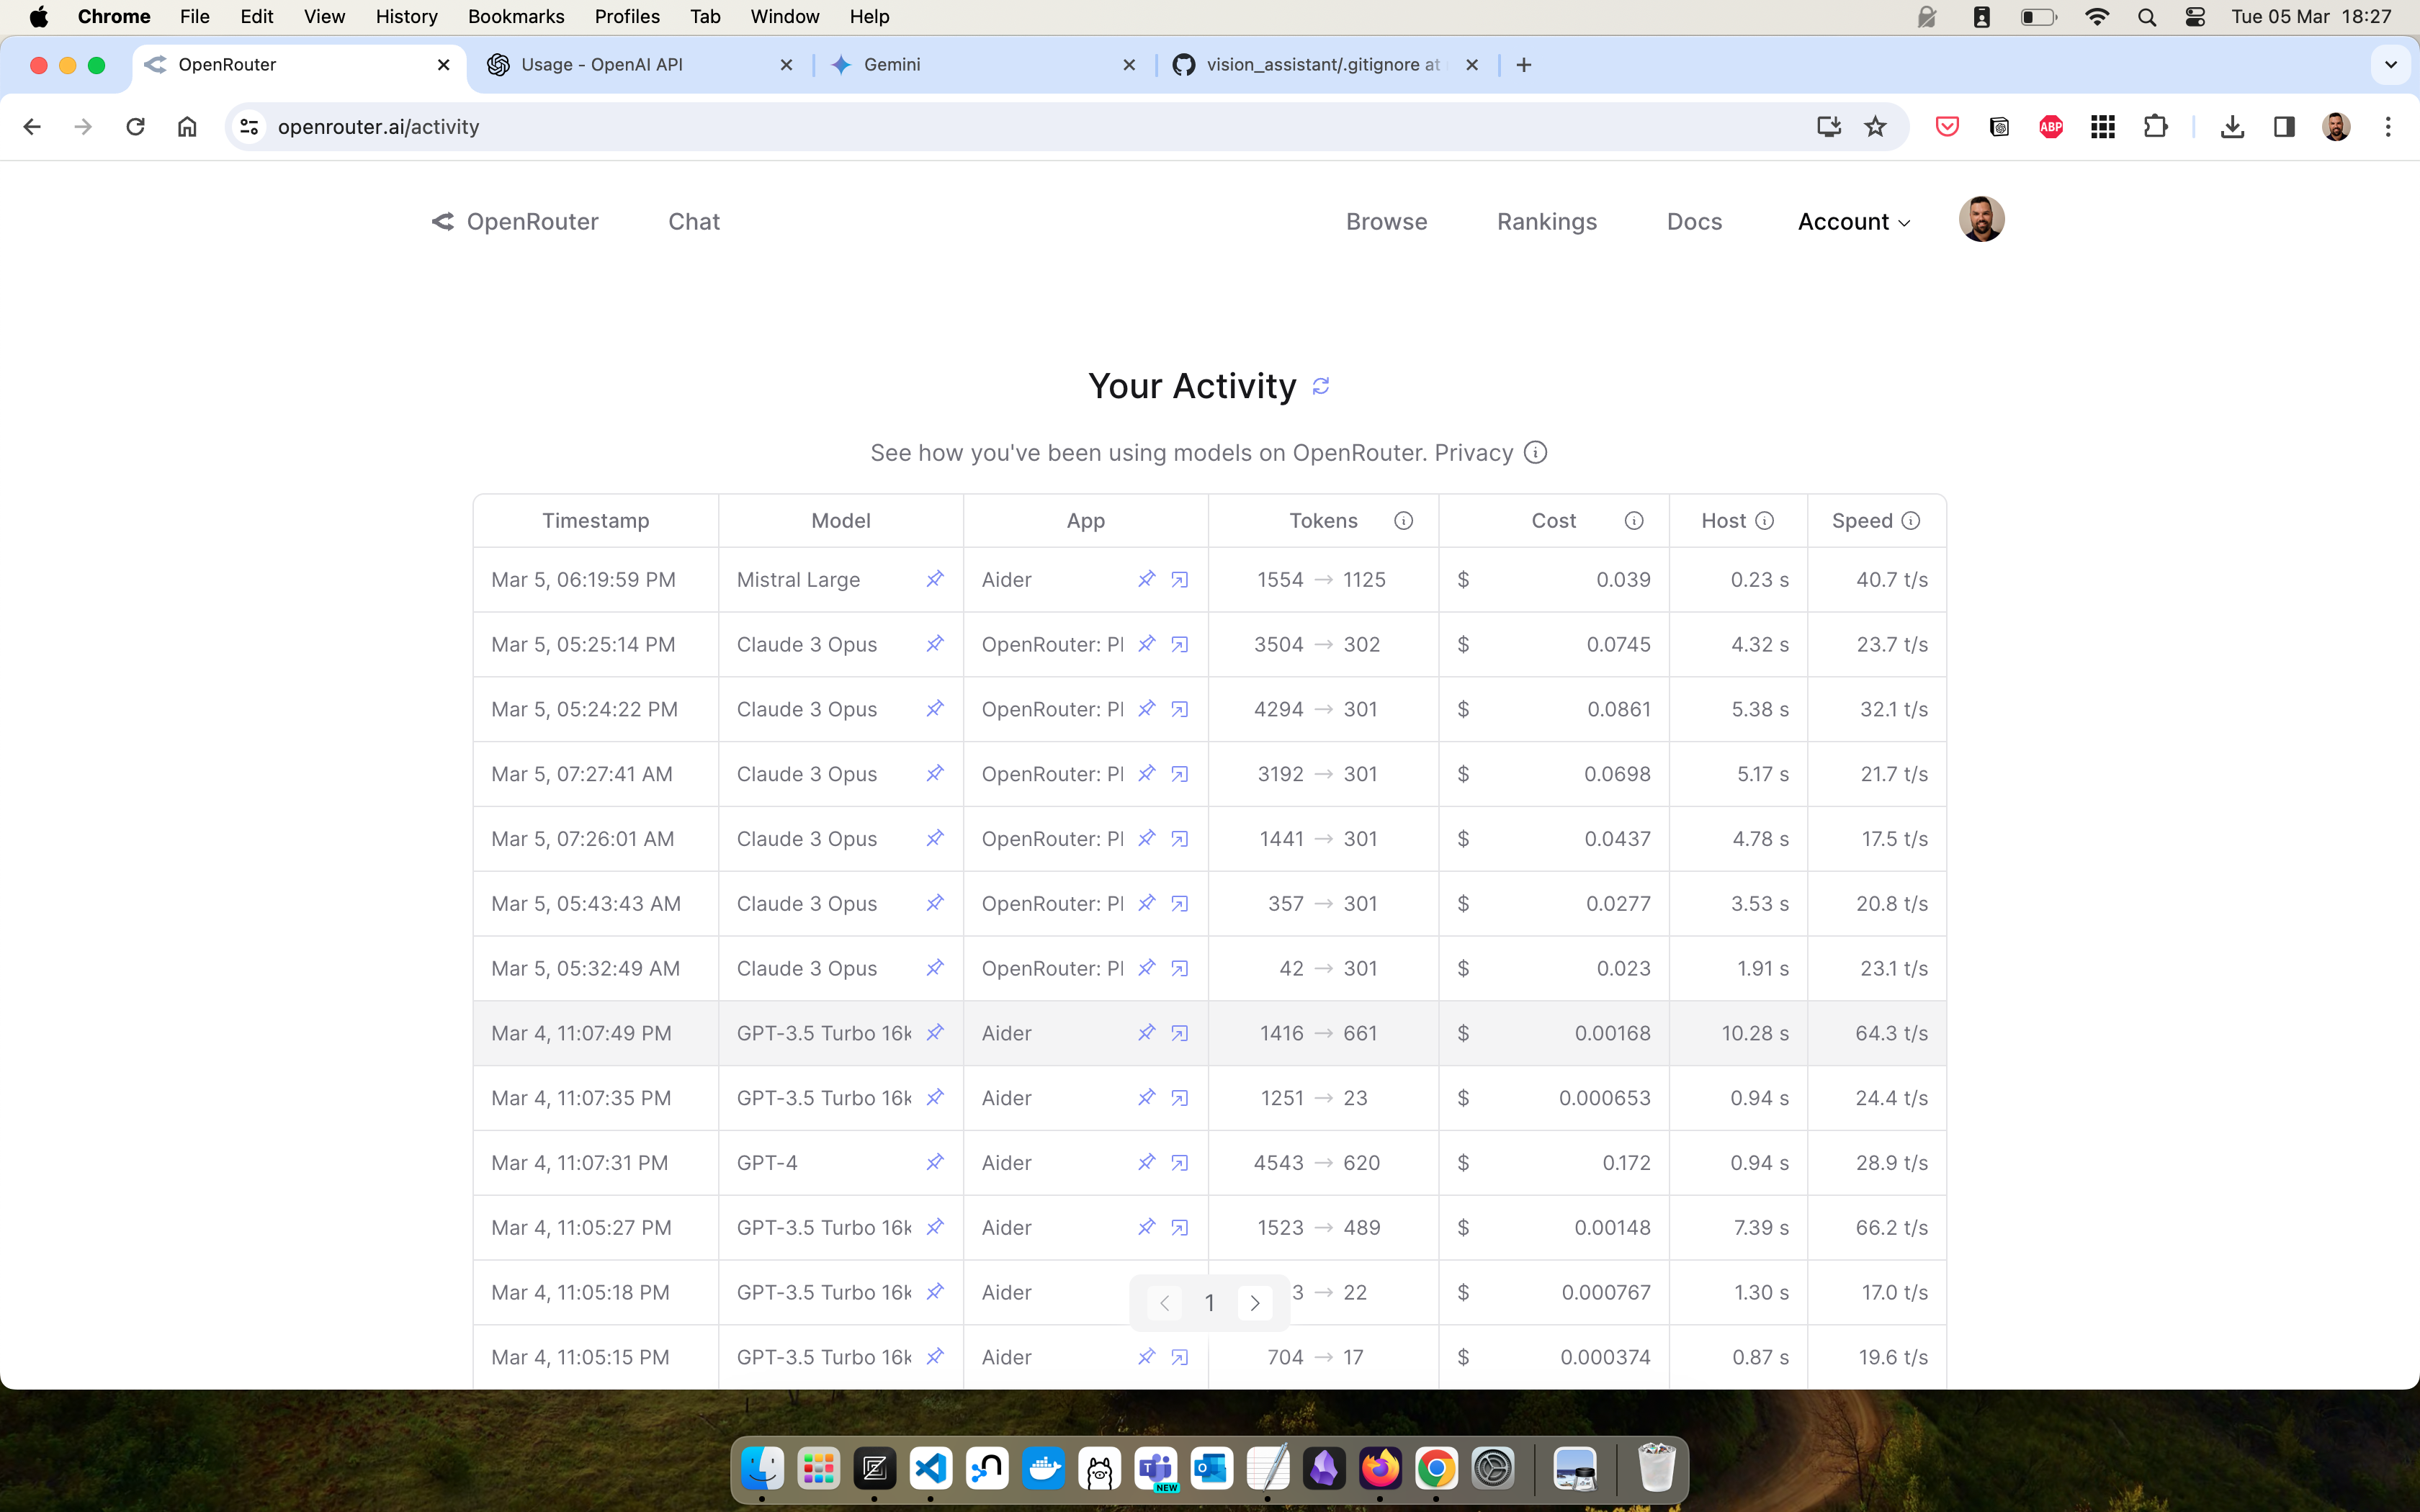 Chrome File Edit View History Bookmarks Profiles Tab Window Help Tue 05 Mar 18:27
OpenRouter Usage - OpenAI API Gemini vision_assistant/.gitignore at
openrouter.ai/activity ABP
OpenRouter Chat Browse Rankings Docs Account
Your Activity
See how you've been using models on OpenRouter. Privacy
Timestamp Model App Tokens Cost Host Speed
Mar 5, 06:19:59 PM Mistral Large Aider 1554 → 1125 $ 0.039 0.23 s 40.7 t/s
Mar 5, 05:25:14 PM Claude 3 Opus OpenRouter: Pl 3504 → 302 $ 0.0745 4.32 s 23.7 t/s
Mar 5, 05:24:22 PM Claude 3 Opus OpenRouter: Pl 4294 → 301 $ 0.0861 5.38 s 32.1 t/s
Mar 5, 07:27:41 AM Claude 3 Opus OpenRouter: Pl 3192 → 301 $ 0.0698 5.17 s 21.7 t/s
Mar 5, 07:26:01 AM Claude 3 Opus OpenRouter: Pl 1441 → 301 $ 0.0437 4.78 s 17.5 t/s
Mar 5, 05:43:43 AM Claude 3 Opus OpenRouter: Pl 357 → 301 $ 0.0277 3.53 s 20.8 t/s
Mar 5, 05:32:49 AM Claude 3 Opus OpenRouter: Pl 42 → 301 $ 0.023 1.91 s 23.1 t/s
Mar 4, 11:07:49 PM GPT-3.5 Turbo 16k Aider 1416 → 661 $ 0.00168 10.28 s 64.3 t/s
Mar 4, 11:07:35 PM GPT-3.5 Turbo 16k Aider 1251 → 23 $ 0.000653 0.94 s 24.4 t/s
Mar 4, 11:07:31 PM GPT-4 Aider 4543 → 620 $ 0.172 0.94 s 28.9 t/s
Mar 4, 11:05:27 PM GPT-3.5 Turbo 16k Aider 1523 → 489 $ 0.00148 7.39 s 66.2 t/s
Mar 4, 11:05:18 PM GPT-3.5 Turbo 16k Aider 3 → 22 $ 0.000767 1.30 s 17.0 t/s
1
Mar 4, 11:05:15 PM GPT-3.5 Turbo 16k Aider 704 → 17 $ 0.000374 0.87 s 19.6 t/s
NEW